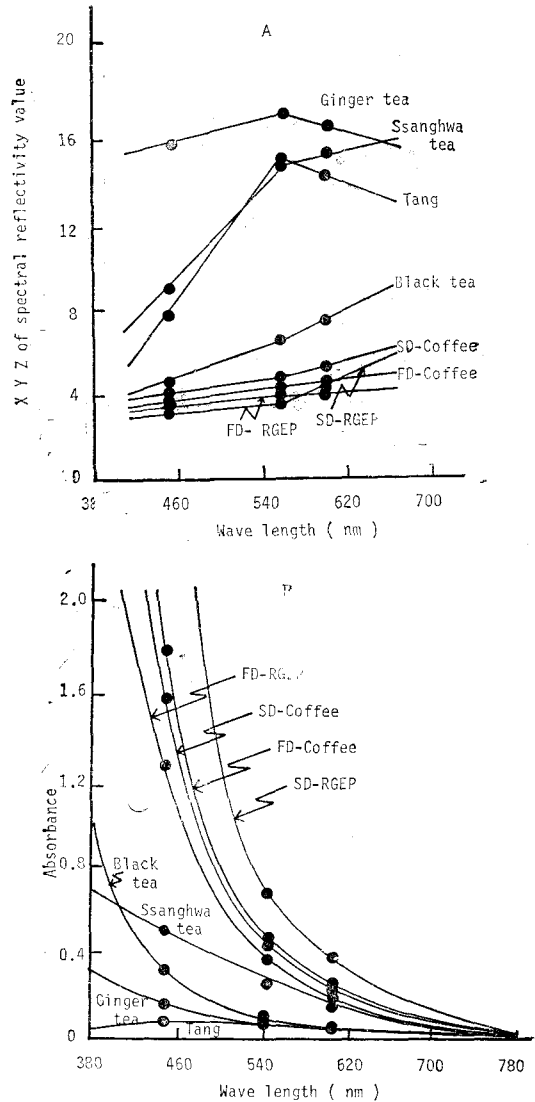 A
20
16
12
8
4
0
X Y Z of spectral reflectivity value
Ginger tea
Ssanghwa
tea
Tang
Black tea
SD-Coffee
FD-Coffee
SD-RGEP
FD- RGEP
38 460 540 620 700
Wave length ( nm )
2.0
1.6
1.2
0.8
0.4
0
Absorbance
SD-Coffee
FD-Coffee
SD-RGEP
Black
tea
Ssanghwa
tea
Ginger
tea
Tang
380 460 540 620 700 780
Wave length ( nm )